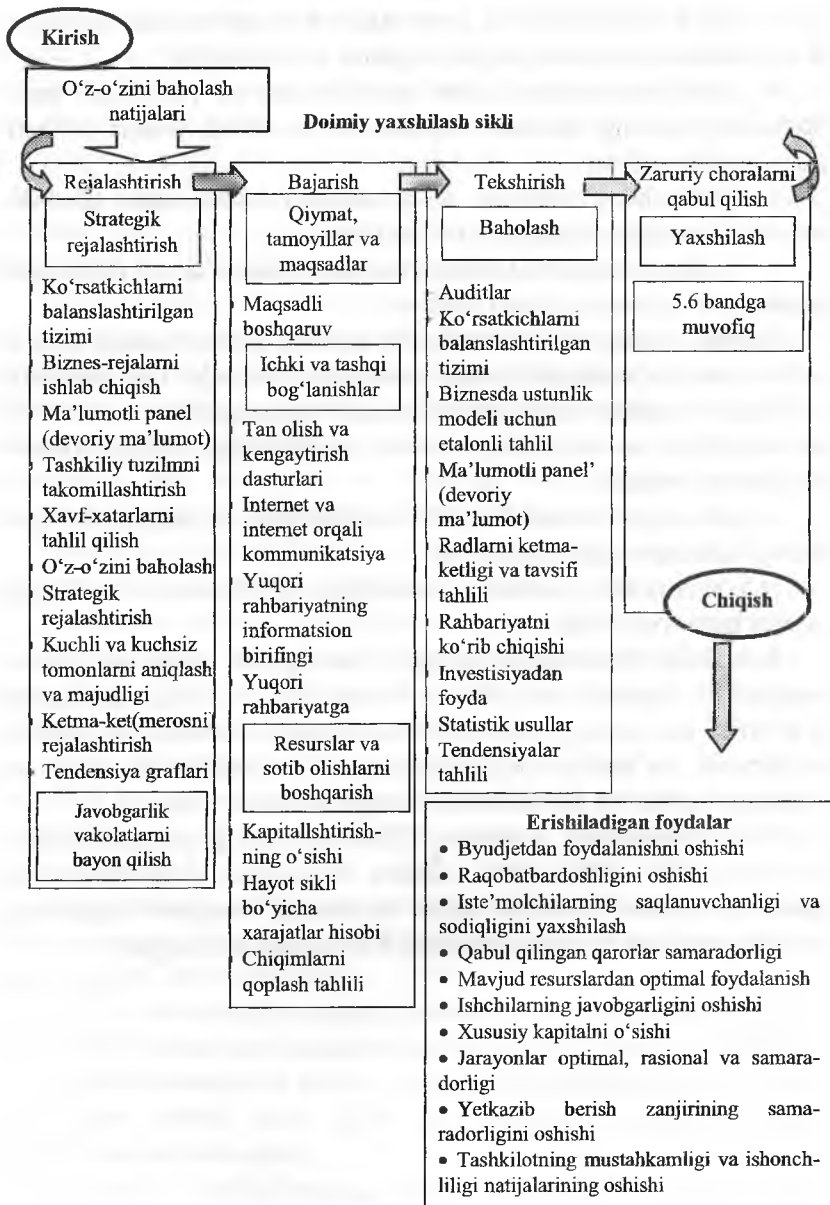 Kirish
O‘z-o‘zini baholash
natijalari
Doimiy yaxshilash sikli
Rejalashtirish
Strategik
rejalashtirish
Ko‘rsatkichlarni
balanslashtirilgan
tizimi
Biznes-rejalarni
ishlab chiqish
Ma’lumotli panel
(devoriy ma’lumot)
Tashkiliy tuzilmni
takomillashtirish
Xavf-xatarlarni
tahlil qilish
O‘z-o‘zini baholash
Strategik
rejalashtirish
Kuchli va kuchsiz
tomonlarni aniqlash
va majudligi
Ketma-ket(merosni
rejalashtirish
Tendensiya graflari
Javobgarlik
vakolatlarni
bayon qilish
Bajarish
Qiymat,
tamoyillar va
maqsadlar
Maqsadli
boshqaruv
Ichki va tashqi
bog‘lanishlar
Tan olish va
kengaytirish
dasturlari
Internet va
internet orqali
kommunikatsiya
Yuqori
rahbariyatning
informatsion
birifingi
Yuqori
rahbariyatga
Resurslar va
sotib olishlarni
boshqarish
Kapitallshtirish-
ning o‘sishi
Hayot sikli
bo‘yicha
xarajatlar hisobi
Chiqimlarni
qoplash tahlili
Tekshirish
Baholash
Auditlar
Ko‘rsatkichlarni
balanslashtirilgan
tizimi
Biznesda ustunlik
modeli uchun
etalonli tahlil
Ma’lumotli panel’
(devoriy
ma’lumot)
Radlarni ketma-
ketligi va tavsifi
tahlili
Rahbariyatni
ko‘rib chiqishi
Investisiyadan
foyda
Statistik usullar
Tendensiyalar
tahlili
Zaruriy choralarni
qabul qilish
Yaxshilash
5.6 bandga
muvofiq
Chiqish
Erishiladigan foydalar
• Byudjetdan foydalanishni oshishi
• Raqobatbardoshligini oshishi
• Iste’molchilarning saqlanuvchanligi va
sodiqligini yaxshilash
• Qabul qilingan qarorlar samaradorligi
• Mavjud resurslardan optimal foydalanish
• Ishchilarning javobgarligini oshishi
• Xususiy kapitalni o‘sishi
• Jarayonlar optimal, rasional va samara-
dorligi
• Yetkazib berish zanjirining sama-
radorligini oshishi
• Tashkilotning mustahkamligi va ishonch-
liligi natijalarining oshishi